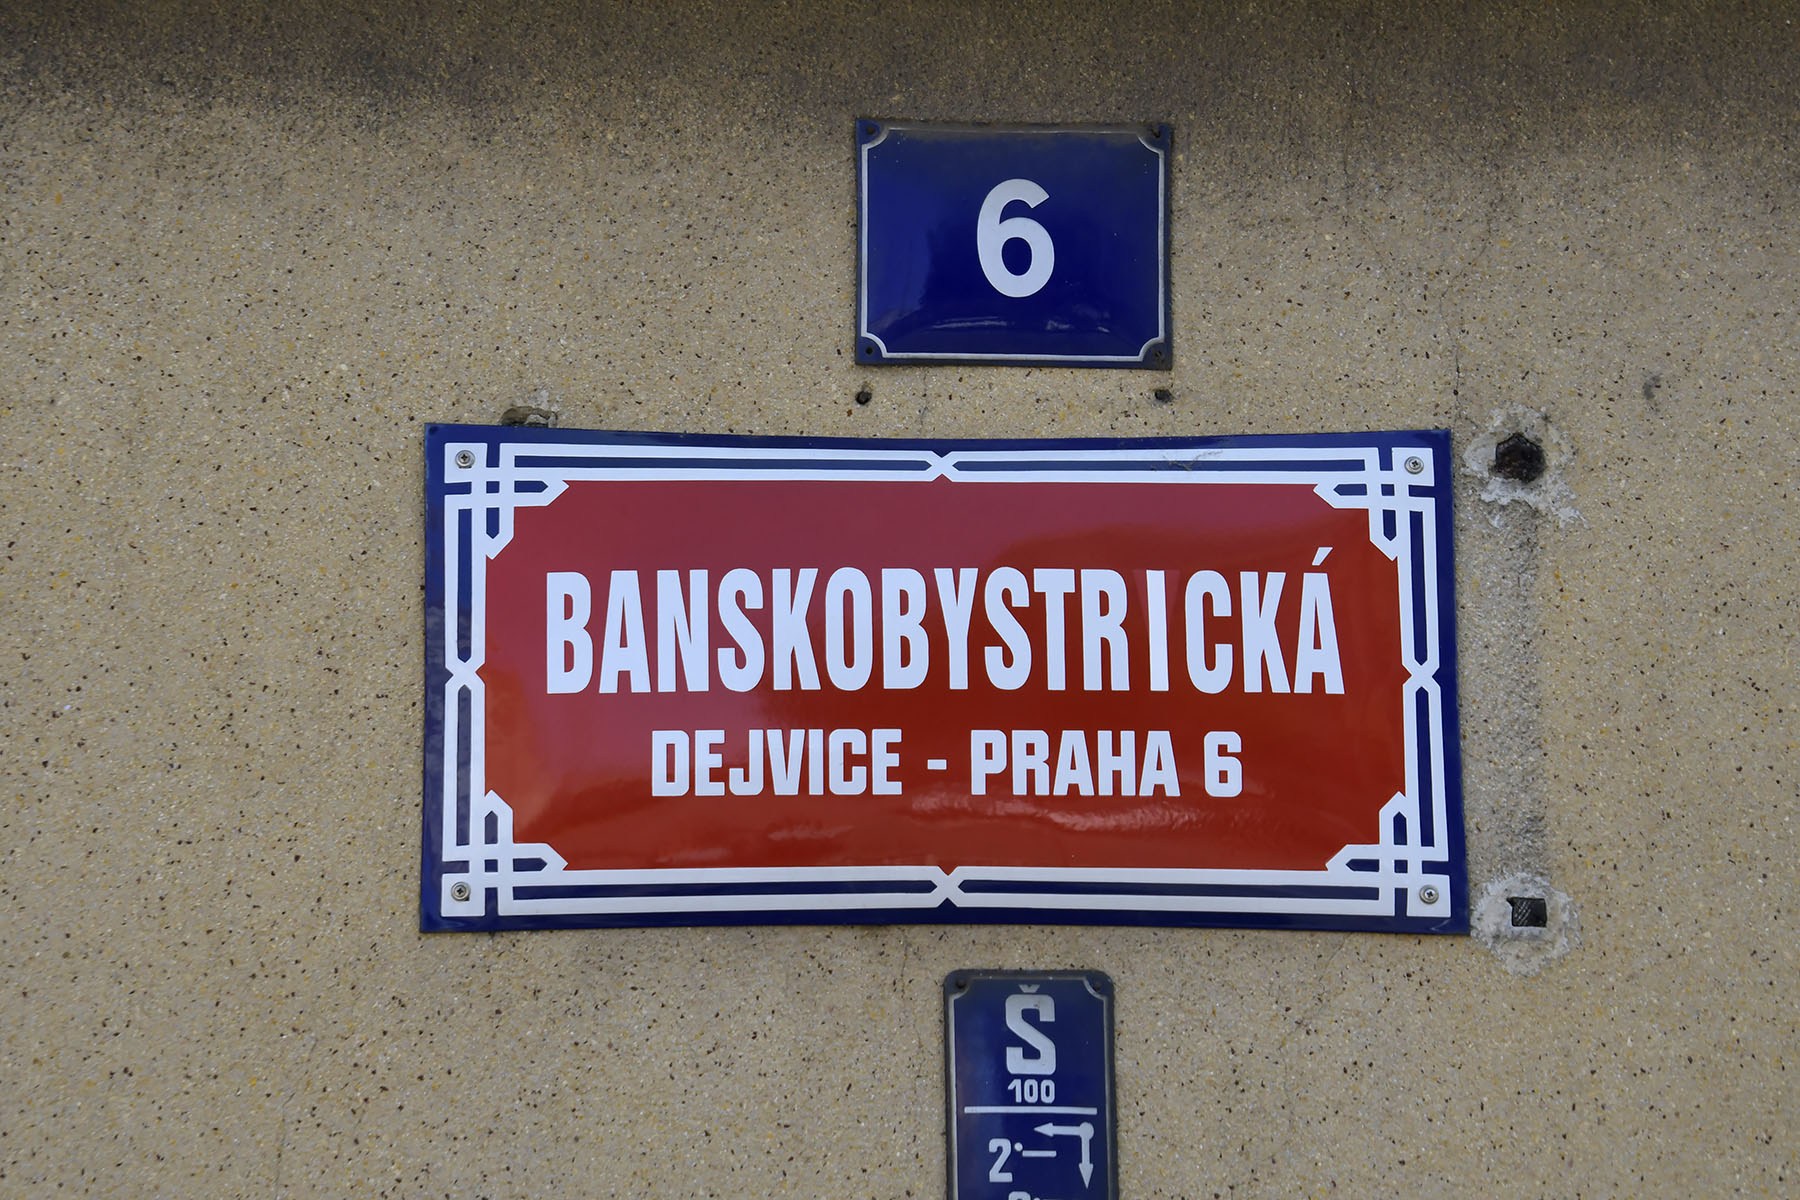 6
BANSKOBYSTRICKÁ
DEJVICE - PRAHA 6
Š
100
2